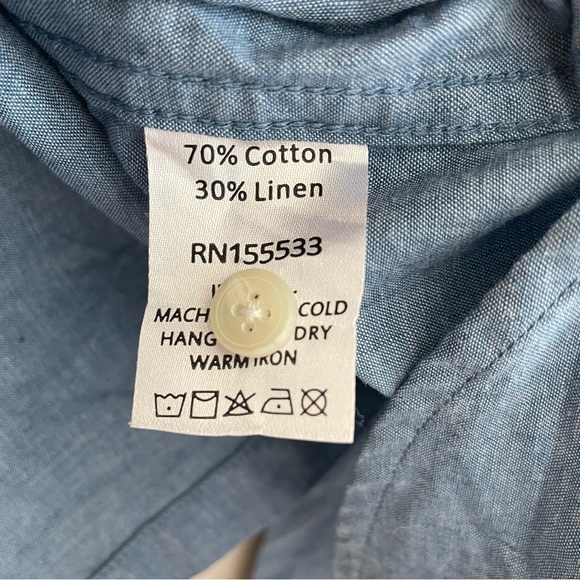 70% Cotton
30% Linen
RN155533
MACH COLD
HANG DRY
WARM IRON